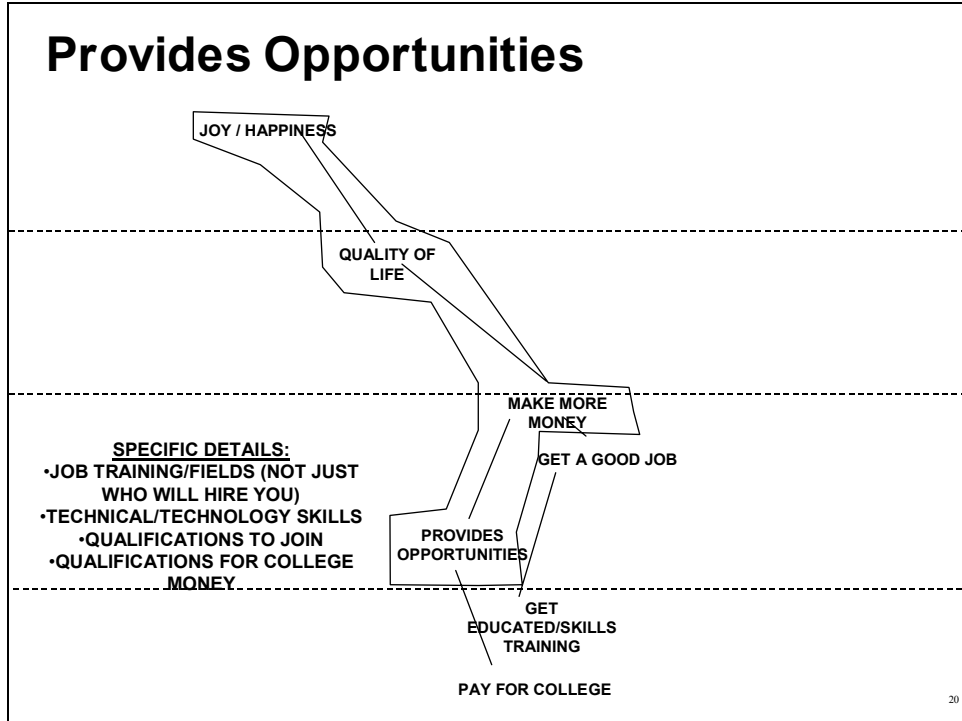 Provides Opportunities
JOY / HAPPINESS
QUALITY OF
LIFE
MAKE MORE
MONEY
GET A GOOD JOB
SPECIFIC DETAILS:
•JOB TRAINING/FIELDS (NOT JUST
WHO WILL HIRE YOU)
•TECHNICAL/TECHNOLOGY SKILLS
•QUALIFICATIONS TO JOIN
•QUALIFICATIONS FOR COLLEGE
MONEY
PROVIDES
OPPORTUNITIES
GET
EDUCATED/SKILLS
TRAINING
PAY FOR COLLEGE
20